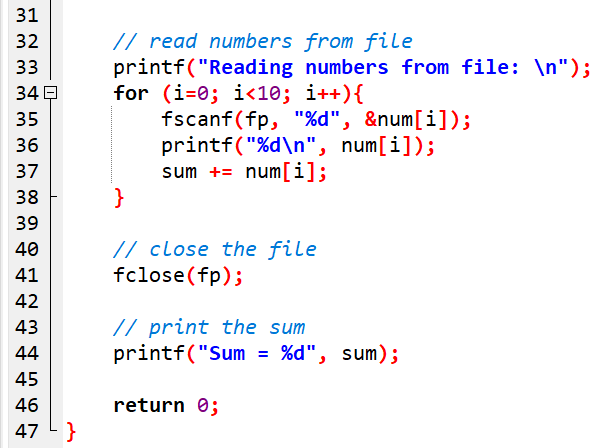 31
32 // read numbers from file
33 printf("Reading numbers from file: \n");
34 for (i=0; i<10; i++){
35 fscanf(fp, "%d", &num[i]);
36 printf("%d\n", num[i]);
37 sum += num[i];
38 }
39
40 // close the file
41 fclose(fp);
42
43 // print the sum
44 printf("Sum = %d", sum);
45
46 return 0;
47 }